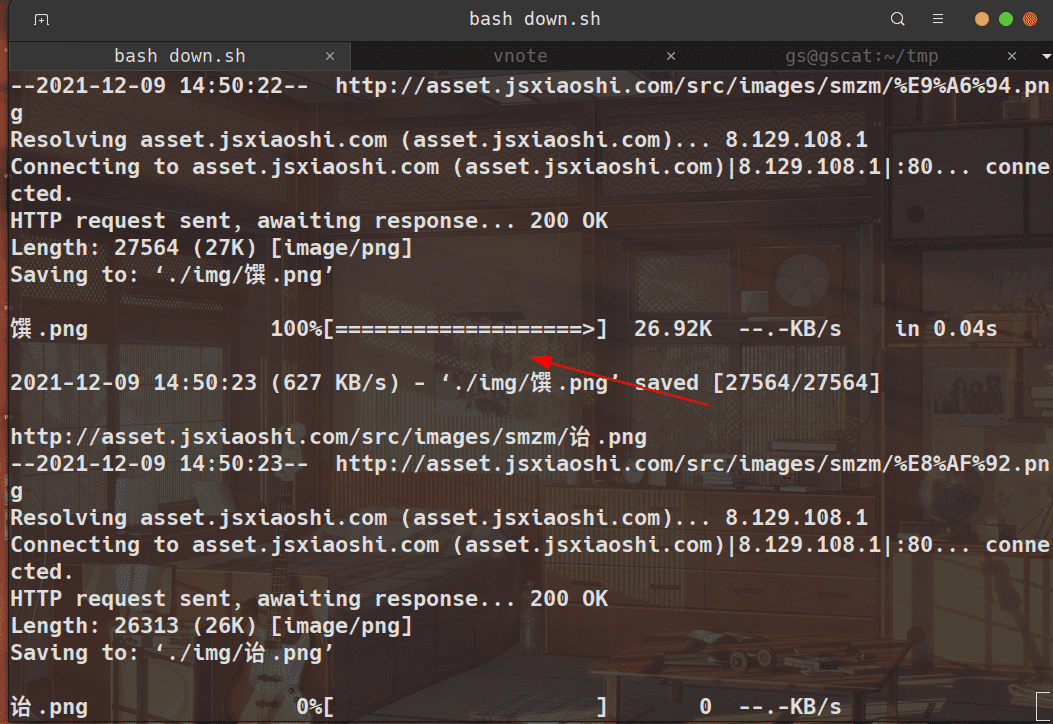 bash down.sh
bash down.sh × vnote × gs@gscat:~/tmp ×
--2021-12-09 14:50:22--  http://asset.jsxiaoshi.com/src/images/smzm/%E9%A6%94.pn
g
Resolving asset.jsxiaoshi.com (asset.jsxiaoshi.com)... 8.129.108.1
Connecting to asset.jsxiaoshi.com (asset.jsxiaoshi.com)|8.129.108.1|:80... conne
cted.
HTTP request sent, awaiting response... 200 OK
Length: 27564 (27K) [image/png]
Saving to: ‘./img/馔.png’
馔.png              100%[===================>]  26.92K  --.-KB/s    in 0.04s
2021-12-09 14:50:23 (627 KB/s) - ‘./img/馔.png’ saved [27564/27564]
http://asset.jsxiaoshi.com/src/images/smzm/诒.png
--2021-12-09 14:50:23--  http://asset.jsxiaoshi.com/src/images/smzm/%E8%AF%92.pn
g
Resolving asset.jsxiaoshi.com (asset.jsxiaoshi.com)... 8.129.108.1
Connecting to asset.jsxiaoshi.com (asset.jsxiaoshi.com)|8.129.108.1|:80... conne
cted.
HTTP request sent, awaiting response... 200 OK
Length: 26313 (26K) [image/png]
Saving to: ‘./img/诒.png’
诒.png                0%[                    ]       0  --.-KB/s